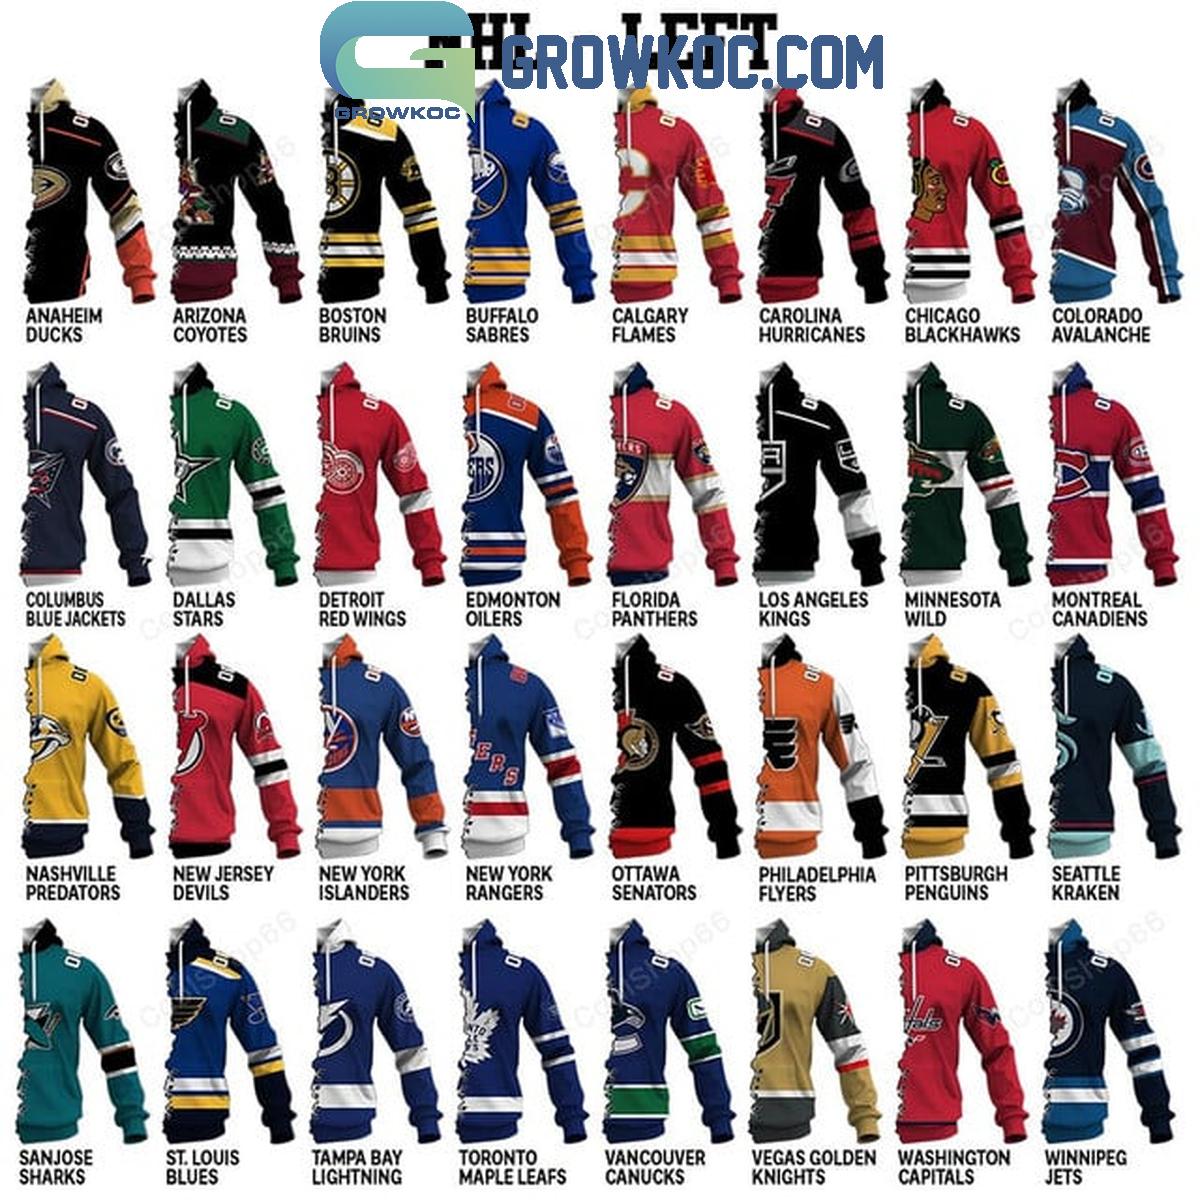 NHL - LEFT
GROWKOC.COM
GROWKOC
ANAHEIM DUCKS
ARIZONA COYOTES
BOSTON BRUINS
BUFFALO SABRES
CALGARY FLAMES
CAROLINA HURRICANES
CHICAGO BLACKHAWKS
COLORADO AVALANCHE
COLUMBUS BLUE JACKETS
DALLAS STARS
DETROIT RED WINGS
EDMONTON OILERS
FLORIDA PANTHERS
LOS ANGELES KINGS
MINNESOTA WILD
MONTREAL CANADIENS
NASHVILLE PREDATORS
NEW JERSEY DEVILS
NEW YORK ISLANDERS
NEW YORK RANGERS
OTTAWA SENATORS
PHILADELPHIA FLYERS
PITTSBURGH PENGUINS
SEATTLE KRAKEN
SANJOSE SHARKS
ST. LOUIS BLUES
TAMPA BAY LIGHTNING
TORONTO MAPLE LEAFS
VANCOUVER CANUCKS
VEGAS GOLDEN KNIGHTS
WASHINGTON CAPITALS
WINNIPEG JETS